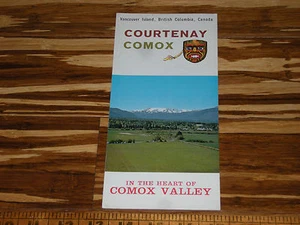 Vancouver Island, British Columbia, Canada
COURTENAY
COMOX
IN THE HEART OF
COMOX VALLEY